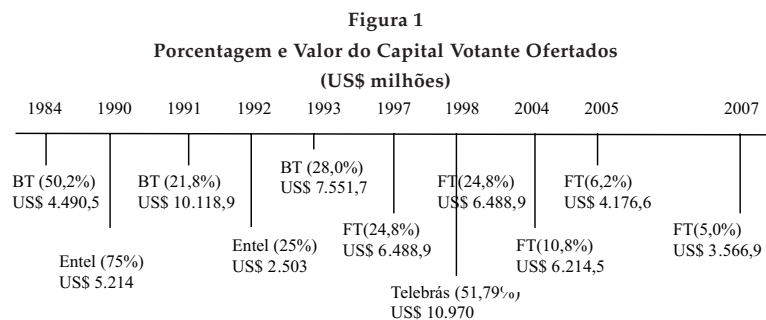 Figura 1
Porcentagem e Valor do Capital Votante Ofertados
(US$ milhões)
1984 1990 1991 1992 1993 1997 1998 2004 2005 2007
BT (50,2%)
US$ 4.490,5
Entel (75%)
US$ 5.214
BT (21,8%)
US$ 10.118,9
Entel (25%)
US$ 2.503
BT (28,0%)
US$ 7.551,7
FT(24,8%)
US$ 6.488,9
FT(24,8%)
US$ 6.488,9
Telebrás (51,79%)
US$ 10.970
FT(10,8%)
US$ 6.214,5
FT(6,2%)
US$ 4.176,6
FT(5,0%)
US$ 3.566,9